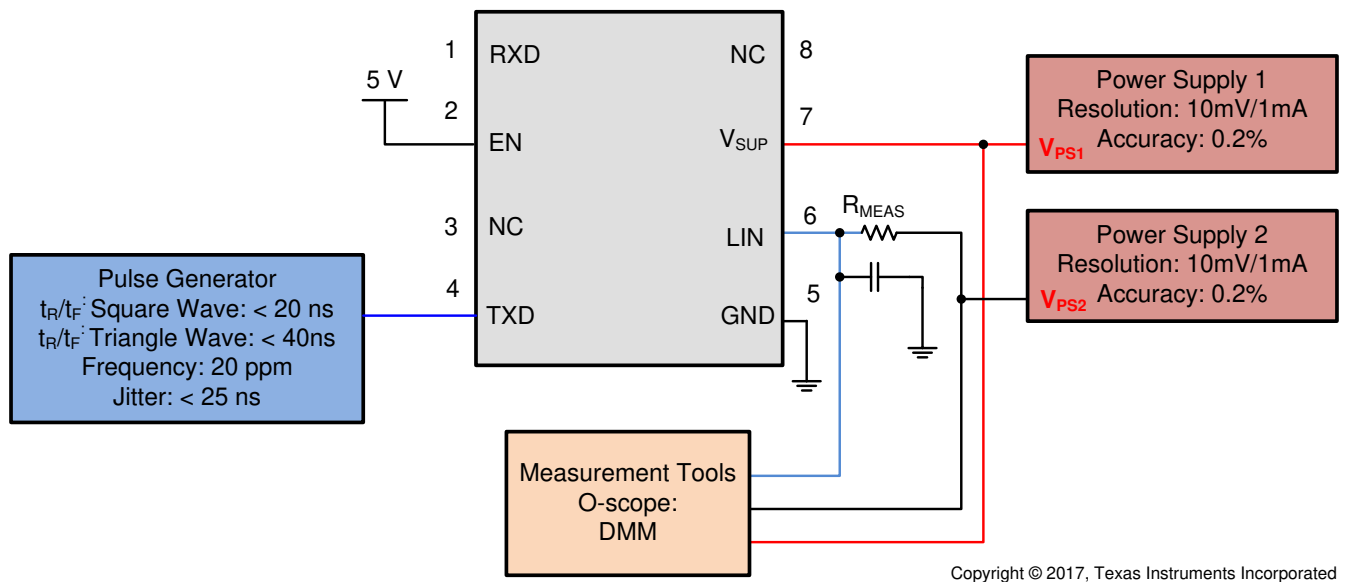 1
RXD
NC
8
5 V
2
EN
7
VSUP
3
NC
6
LIN
RMEAS
4
TXD
5
GND
Power Supply 1
Resolution: 10mV/1mA
Accuracy: 0.2%
VPS1
Power Supply 2
Resolution: 10mV/1mA
Accuracy: 0.2%
VPS2
Pulse Generator
tR/tF: Square Wave: < 20 ns
tR/tF: Triangle Wave: < 40ns
Frequency: 20 ppm
Jitter: < 25 ns
Measurement Tools
O-scope:
DMM
Copyright © 2017, Texas Instruments Incorporated